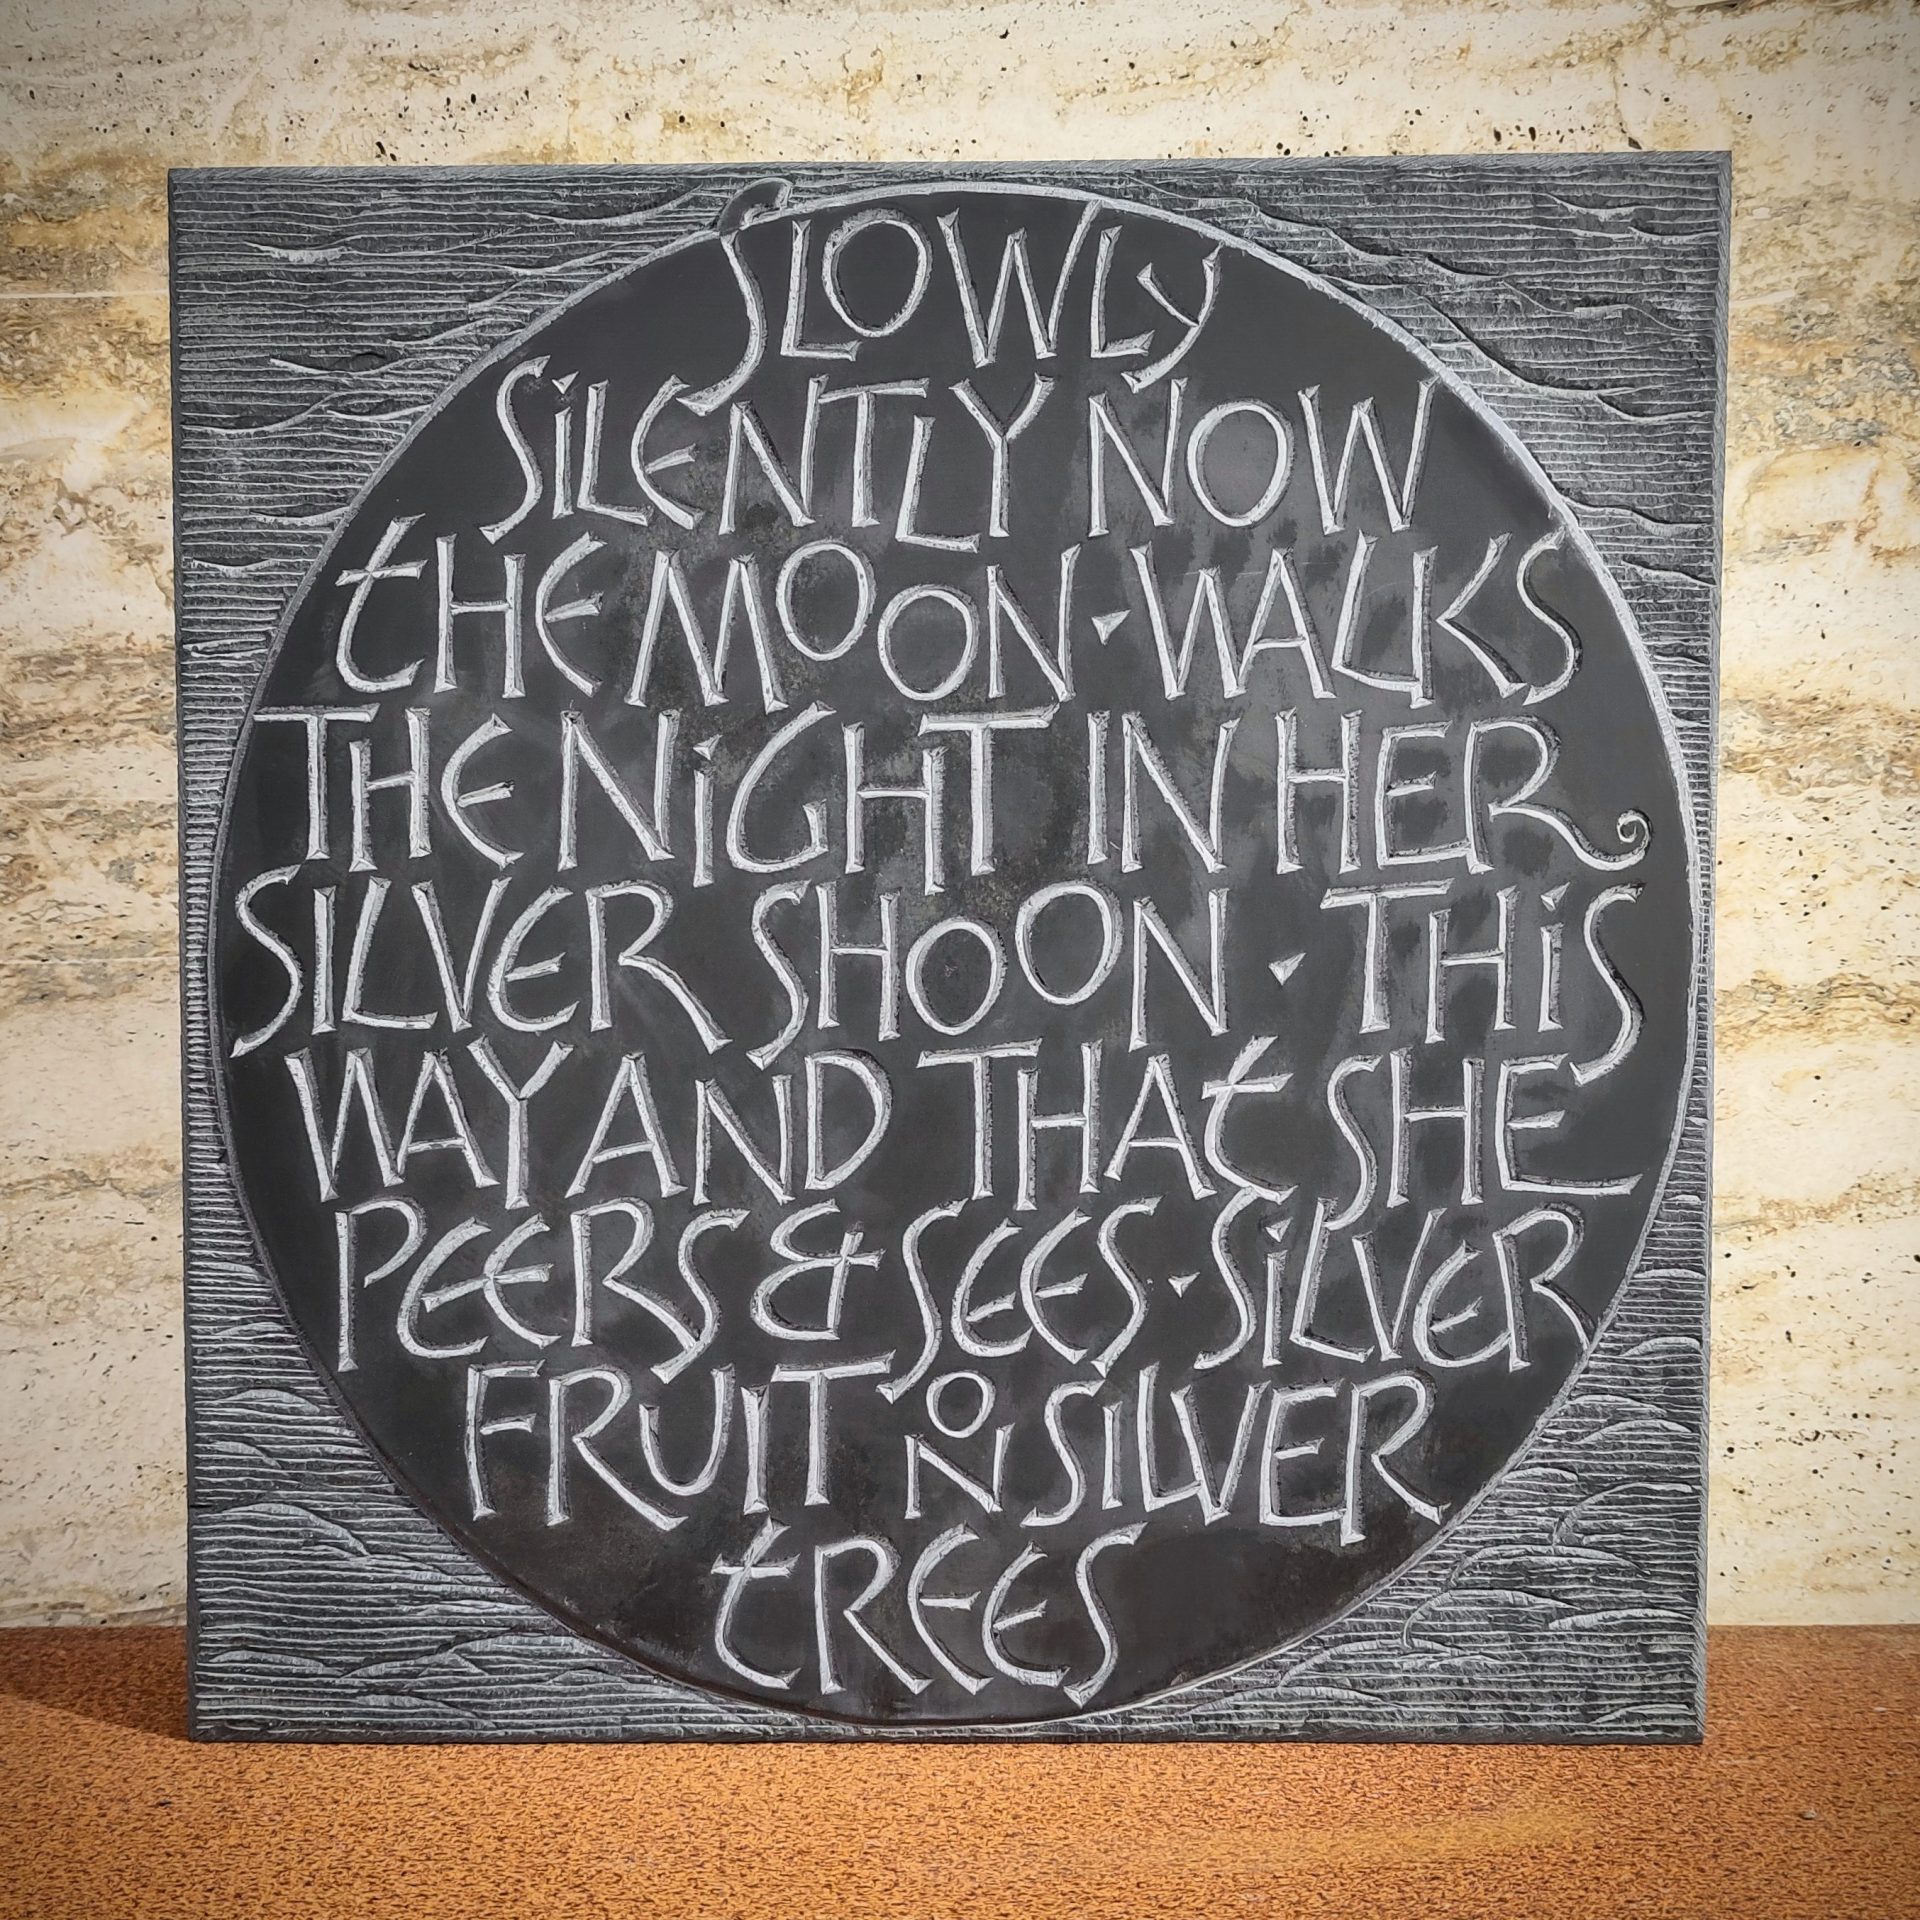 SLOWLY
SiLENTLY NOW
tHE MOON · WALKS
THE NiGHT IN HER
SILVER SHOON · THiS
WAY AND THAt SHE
PEERS & SEES · SiLVER
FRUIT ON SILVER
tREES